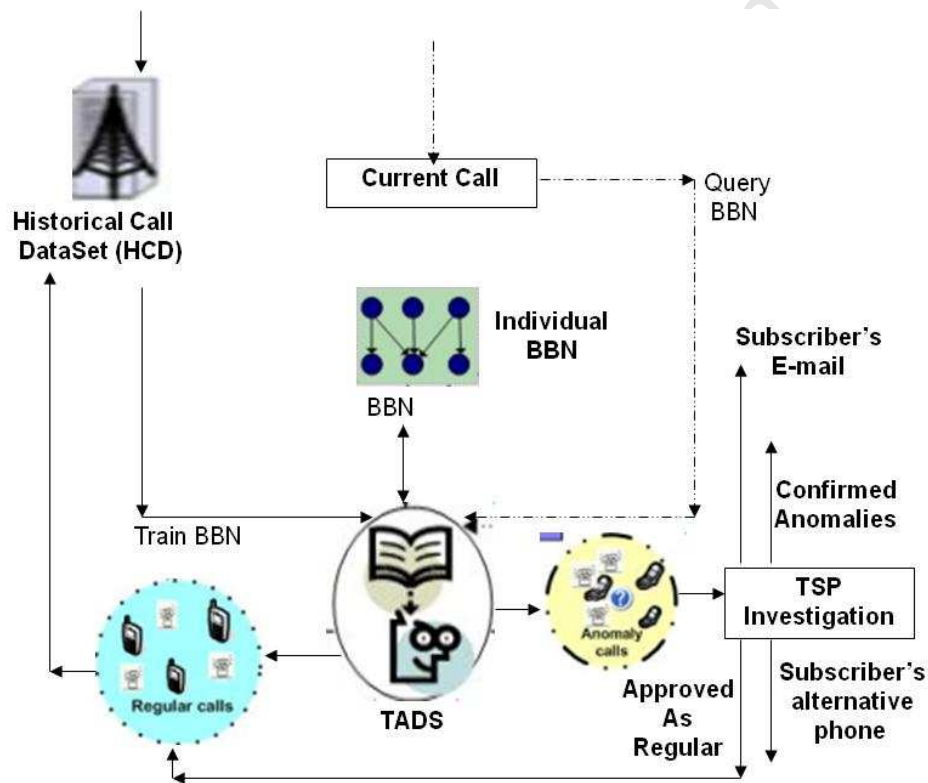 Current Call
Query
BBN
Historical Call
DataSet (HCD)
Individual
BBN
BBN
Subscriber's
E-mail
Confirmed
Anomalies
Train BBN
TSP
Investigation
Anomaly
calls
?
Regular calls
TADS
Approved
As
Regular
Subscriber's
alternative
phone